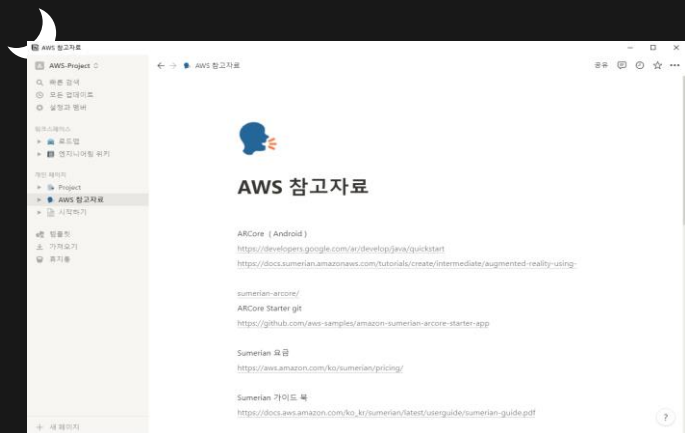 AWS 참고자료
AWS-Project
빠른 검색
모든 업데이트
설정과 멤버
워크스페이스
로드맵
엔지니어링 위키
개인 페이지
Project
AWS 참고자료
시작하기
템플릿
가져오기
휴지통
새 페이지
AWS 참고자료
공유
AWS 참고자료
ARCore ( Android )
https://developers.google.com/ar/develop/java/quickstart
https://docs.sumerian.amazonaws.com/tutorials/create/intermediate/augmented-reality-using-
sumerian-arcore/
ARCore Starter git
https://github.com/aws-samples/amazon-sumerian-arcore-starter-app
Sumerian 요금
https://aws.amazon.com/ko/sumerian/pricing/
Sumerian 가이드 북
https://docs.aws.amazon.com/ko_kr/sumerian/latest/userguide/sumerian-guide.pdf
?